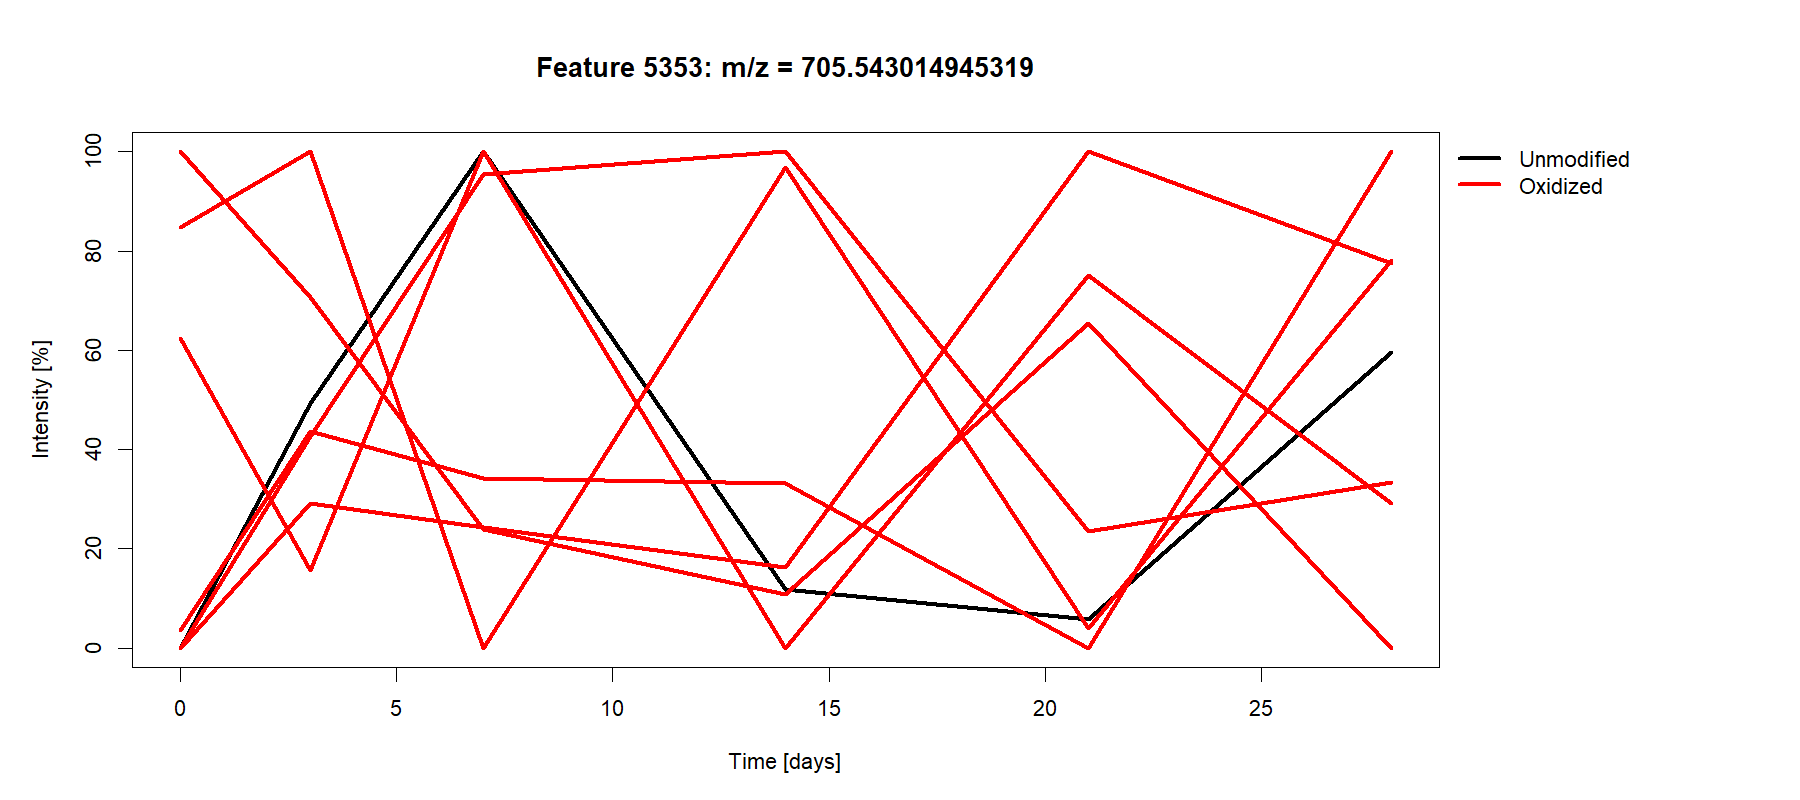 Feature 5353: m/z = 705.543014945319
Unmodified
Oxidized
Intensity [%]
100
80
60
40
20
0
0 5 10 15 20 25
Time [days]